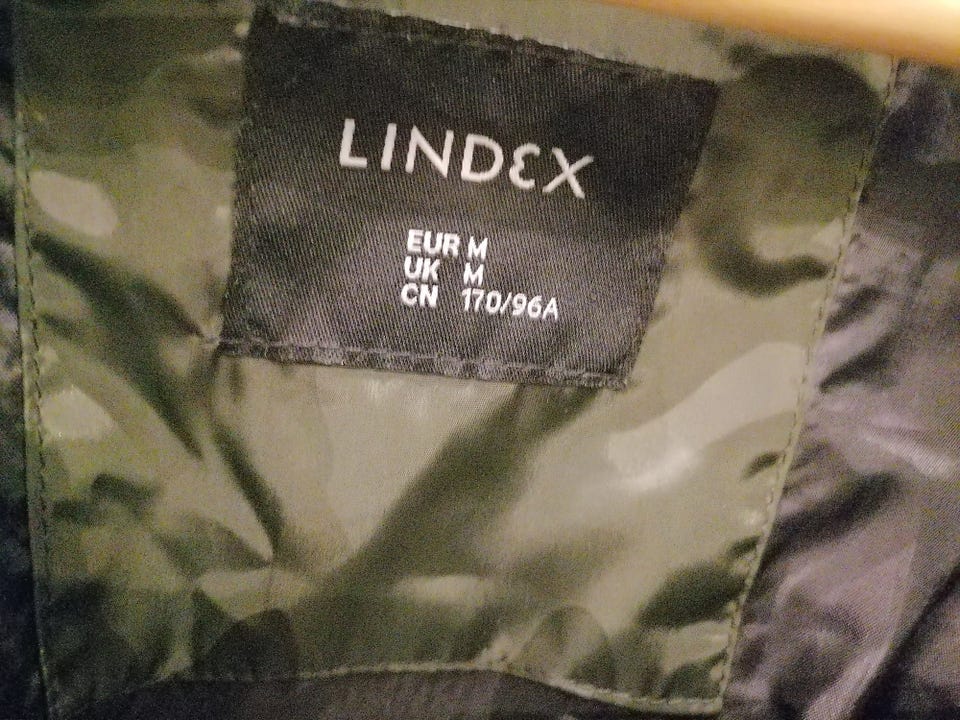 LINDEX
EUR M
UK M
CN 170/96A